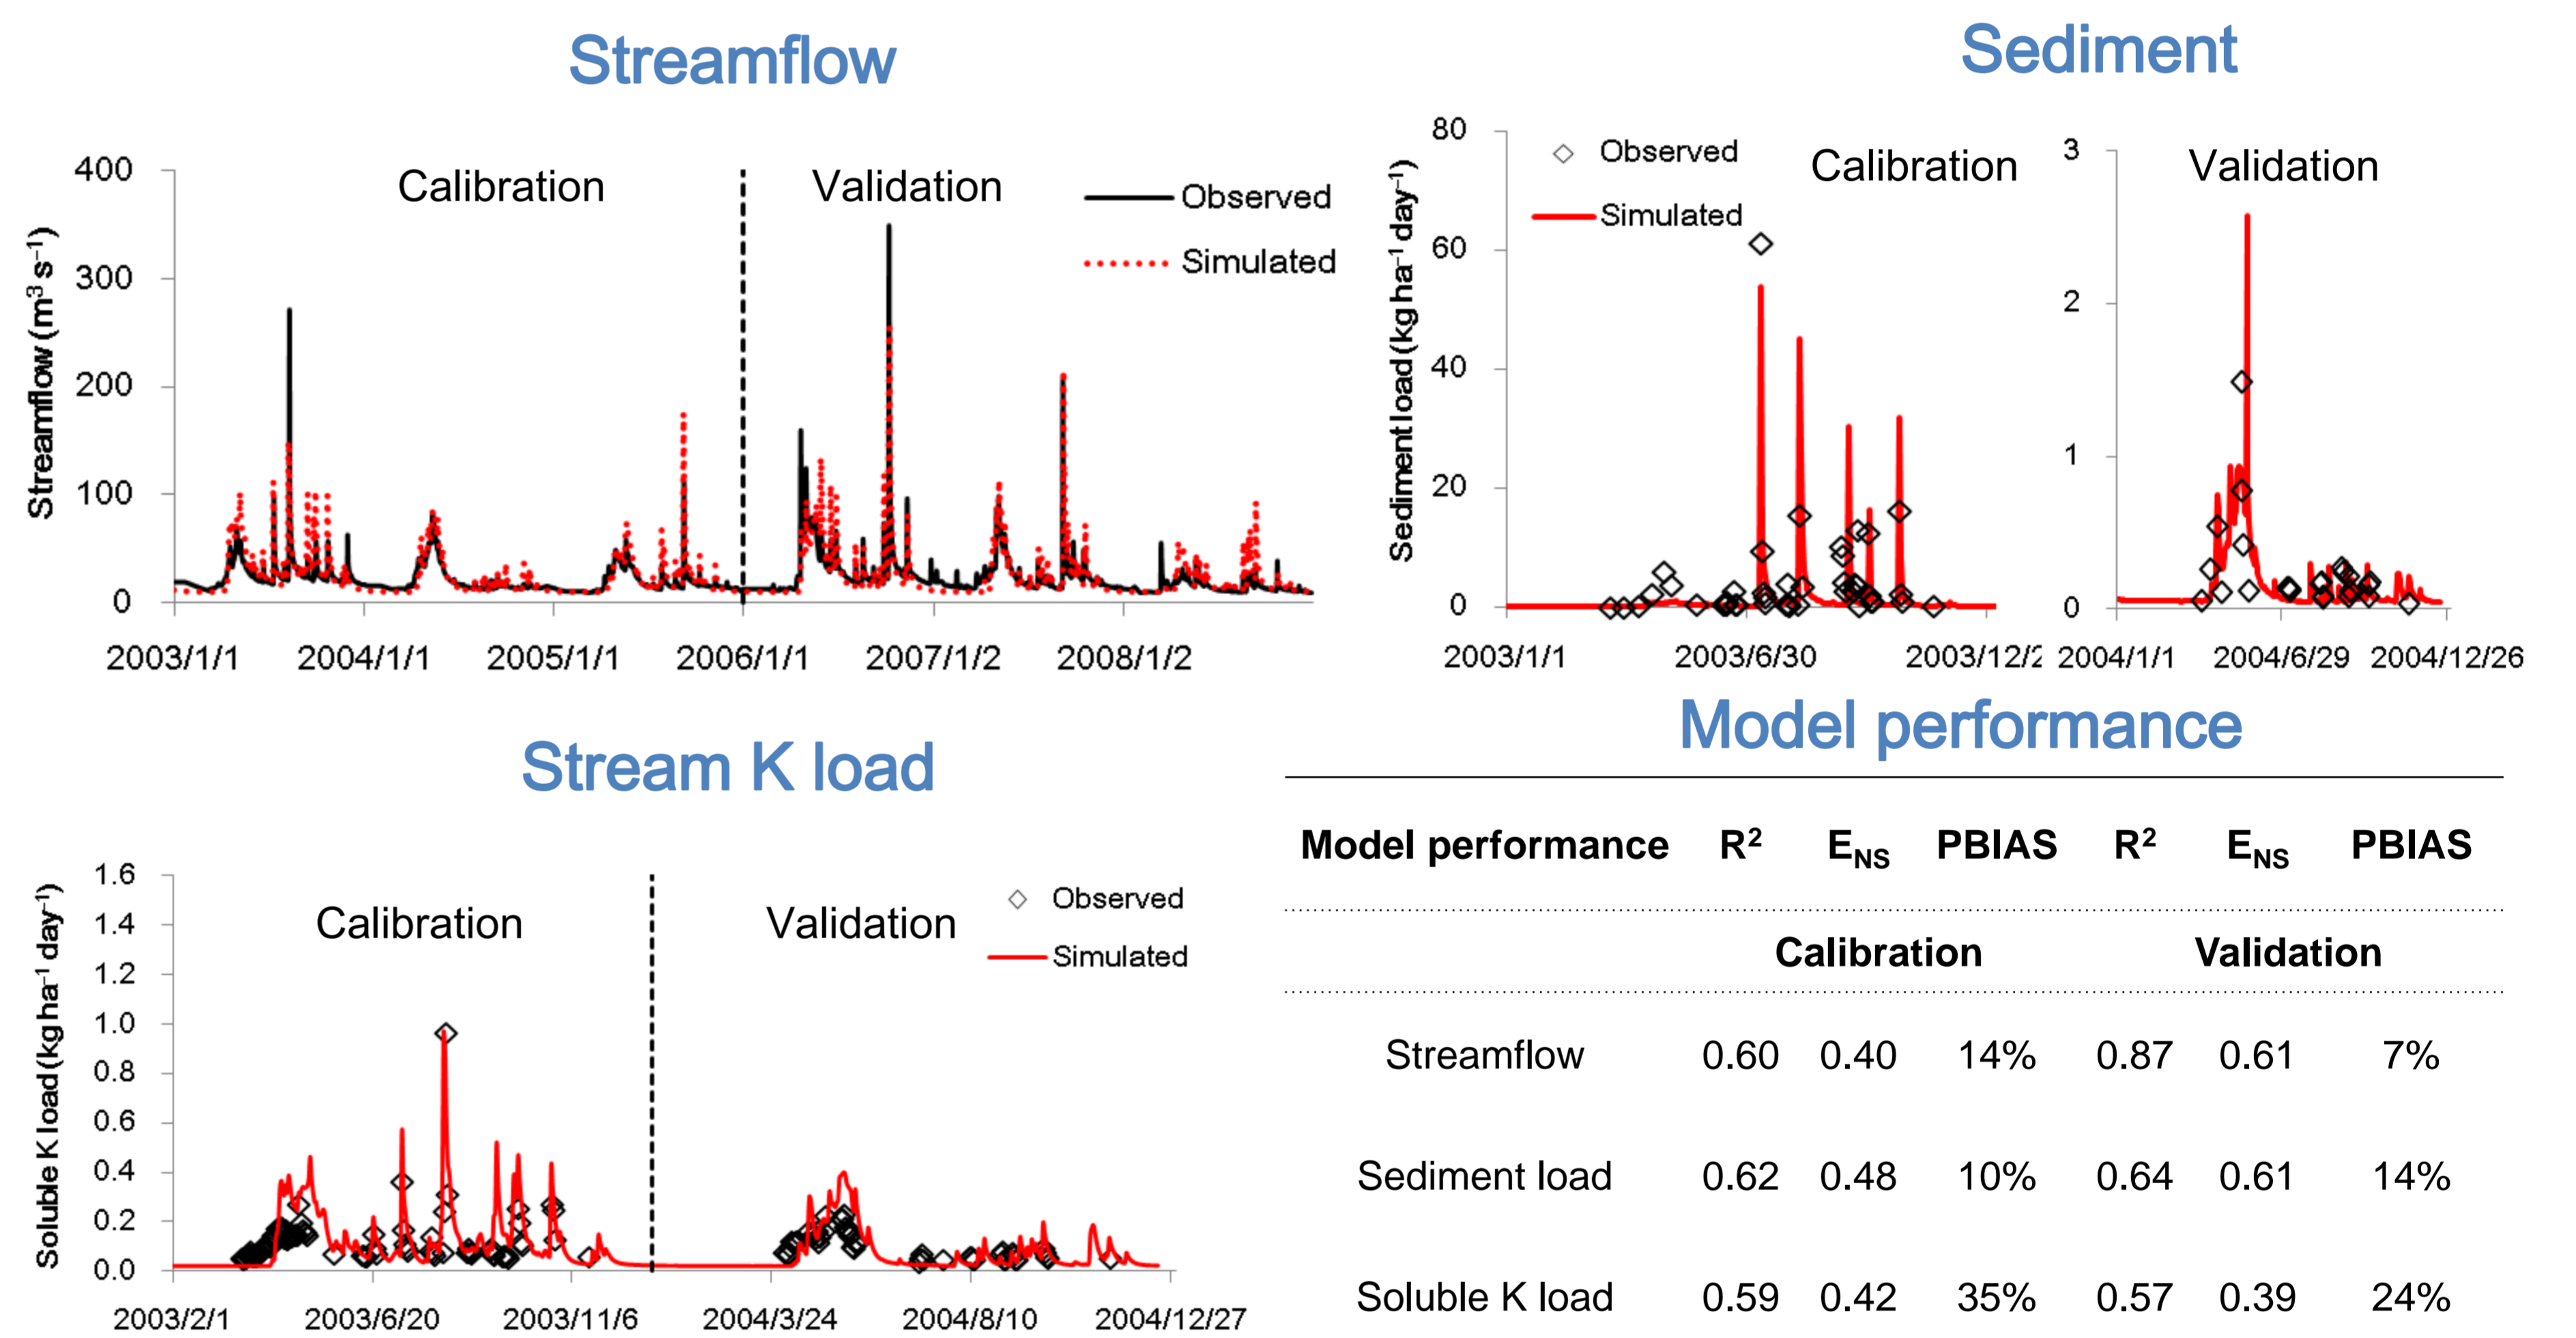 Streamflow
400
300
200
100
0
Streamflow (m³ s⁻¹)
Calibration
Validation
Observed
Simulated
2003/1/1 2004/1/1 2005/1/1 2006/1/1 2007/1/2 2008/1/2
Sediment
80
60
40
20
0
Sediment load (kg ha⁻¹ day⁻¹)
Observed
Simulated
Calibration
2003/1/1 2003/6/30 2003/12/2
3
2
1
0
Validation
2004/1/1 2004/6/29 2004/12/26
Stream K load
1.6
1.4
1.2
1.0
0.8
0.6
0.4
0.2
0.0
Soluble K load (kg ha⁻¹ day⁻¹)
Calibration
Validation
Observed
Simulated
2003/2/1 2003/6/20 2003/11/6 2004/3/24 2004/8/10 2004/12/27
Model performance
Model performance R² E_NS PBIAS R² E_NS PBIAS
Calibration Validation
Streamflow 0.60 0.40 14% 0.87 0.61 7%
Sediment load 0.62 0.48 10% 0.64 0.61 14%
Soluble K load 0.59 0.42 35% 0.57 0.39 24%